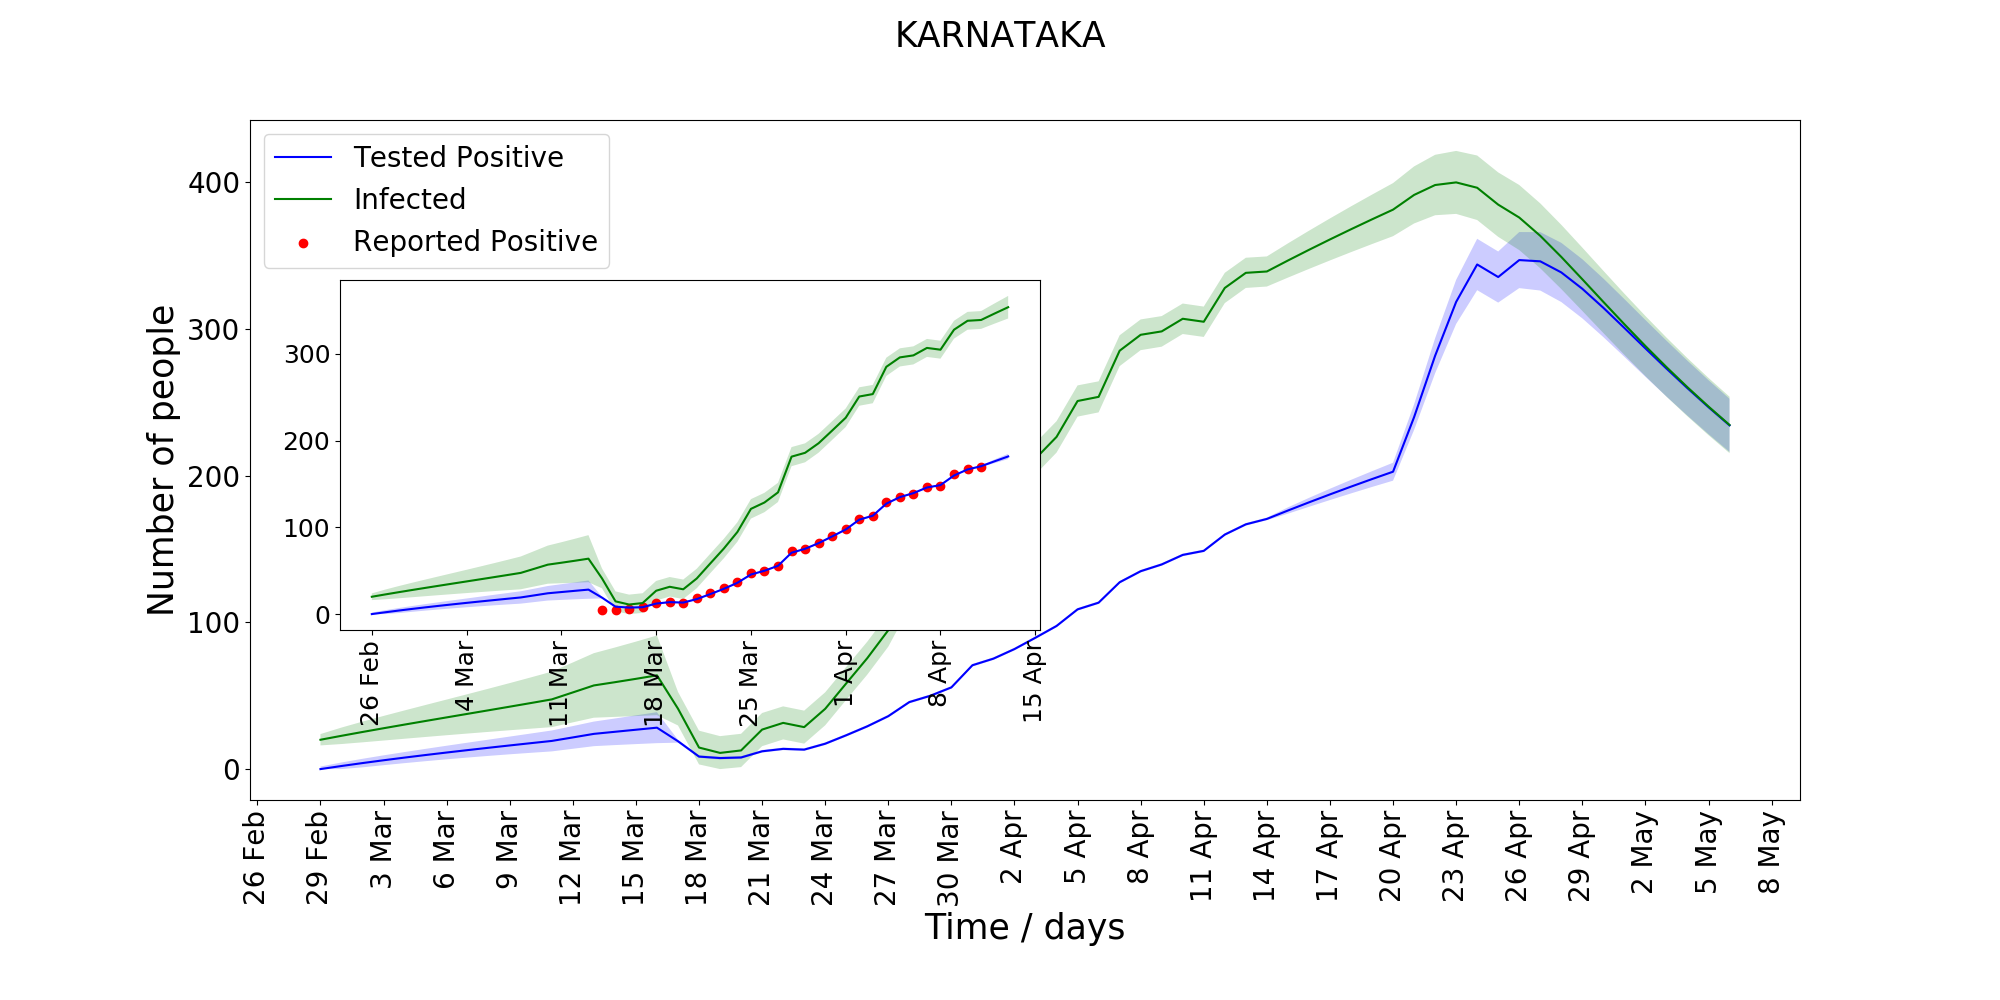 KARNATAKA
Tested Positive
Infected
Reported Positive
Number of people
400
300
200
100
0
300
200
100
0
26 Feb
4 Mar
11 Mar
18 Mar
25 Mar
1 Apr
8 Apr
15 Apr
26 Feb
29 Feb
3 Mar
6 Mar
9 Mar
12 Mar
15 Mar
18 Mar
21 Mar
24 Mar
27 Mar
30 Mar
2 Apr
5 Apr
8 Apr
11 Apr
14 Apr
17 Apr
20 Apr
23 Apr
26 Apr
29 Apr
2 May
5 May
8 May
Time / days